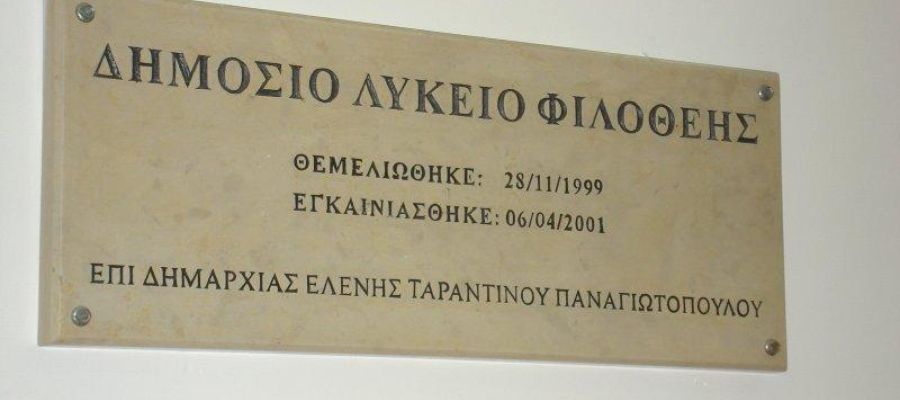 ΔΗΜΟΣΙΟ ΛΥΚΕΙΟ ΦΙΛΟΘΕΗΣ
ΘΕΜΕΛΙΩΘΗΚΕ: 28/11/1999
ΕΓΚΑΙΝΙΑΣΘΗΚΕ: 06/04/2001
ΕΠΙ ΔΗΜΑΡΧΙΑΣ ΕΛΕΝΗΣ ΤΑΡΑΝΤΙΝΟΥ ΠΑΝΑΓΙΩΤΟΠΟΥΛΟΥ